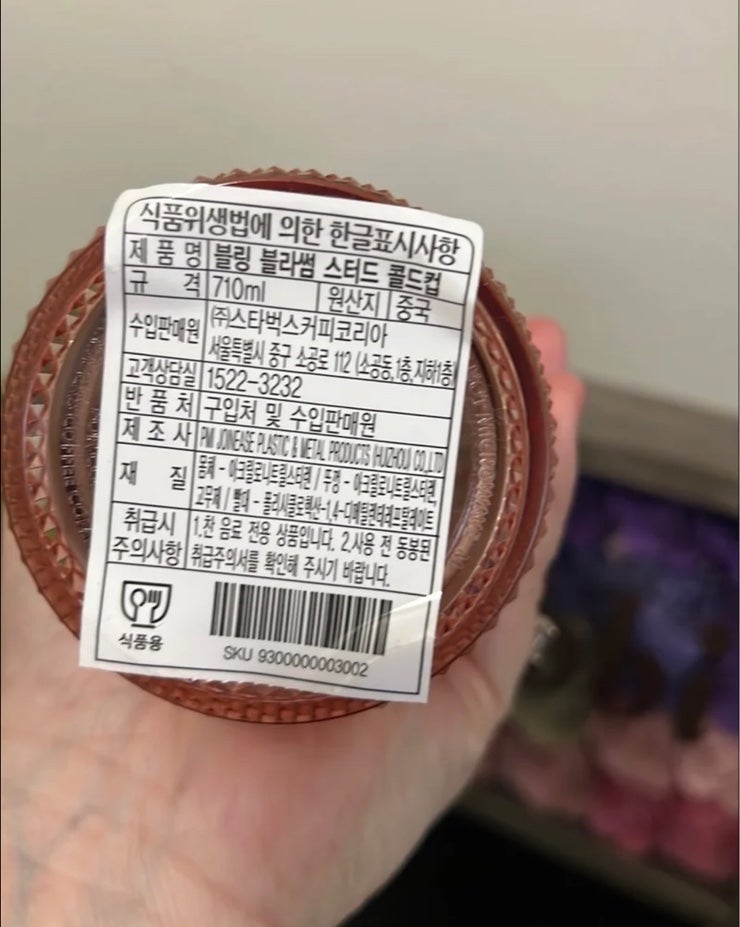 식품위생법에 의한 한글표시사항
제 품 명 블링 블라썸 스터드 콜드컵
규 격 710ml 원산지 중국
수입판매원 (주)스타벅스커피코리아
서울특별시 중구 소공로 112 (소공동, 1층, 지하1층)
고객상담실 1522-3232
반 품 처 구입처 및 수입판매원
제 조 사 PMJOINEASE PLASTIC & METAL PRODUCTS (HUZHOU) CO.,LTD
재 질 몸체 - 아크릴로니트릴스티렌 / 뚜껑 - 아크릴로니트릴스티렌,
고무제 / 빨대 - 폴리시클로헥산-1,4-디메틸렌테레프탈레이트
취급시 주의사항 1.찬 음료 전용 상품입니다. 2.사용 전 동봉된
취급주의서를 확인해 주시기 바랍니다.
식품용
SKU 9300000003002